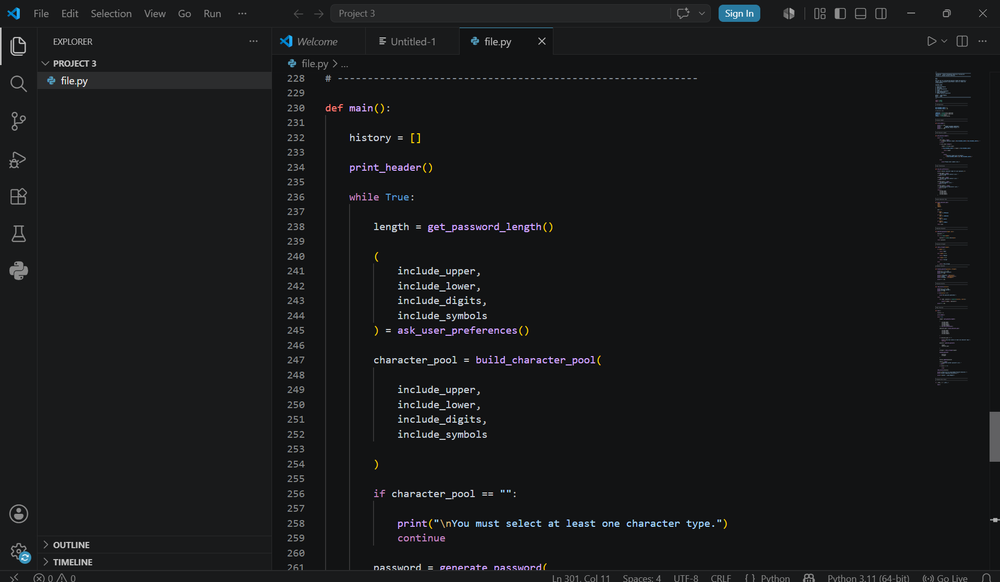 File Edit Selection View Go Run ...
Project 3
Sign In
EXPLORER
PROJECT 3
file.py
OUTLINE
TIMELINE
Welcome
Untitled-1
file.py
file.py > ...
228 # ------------------------------------------------------------
229
230 def main():
231
232     history = []
233
234     print_header()
235
236     while True:
237
238         length = get_password_length()
239
240         (
241             include_upper,
242             include_lower,
243             include_digits,
244             include_symbols
245         ) = ask_user_preferences()
246
247         character_pool = build_character_pool(
248
249             include_upper,
250             include_lower,
251             include_digits,
252             include_symbols
253
254         )
255
256         if character_pool == "":
257
258             print("\nYou must select at least one character type.")
259             continue
260
261         password = generate_password(
0 0
Ln 301, Col 11 Spaces: 4 UTF-8 CRLF {} Python Python 3.11 (64-bit) Go Live